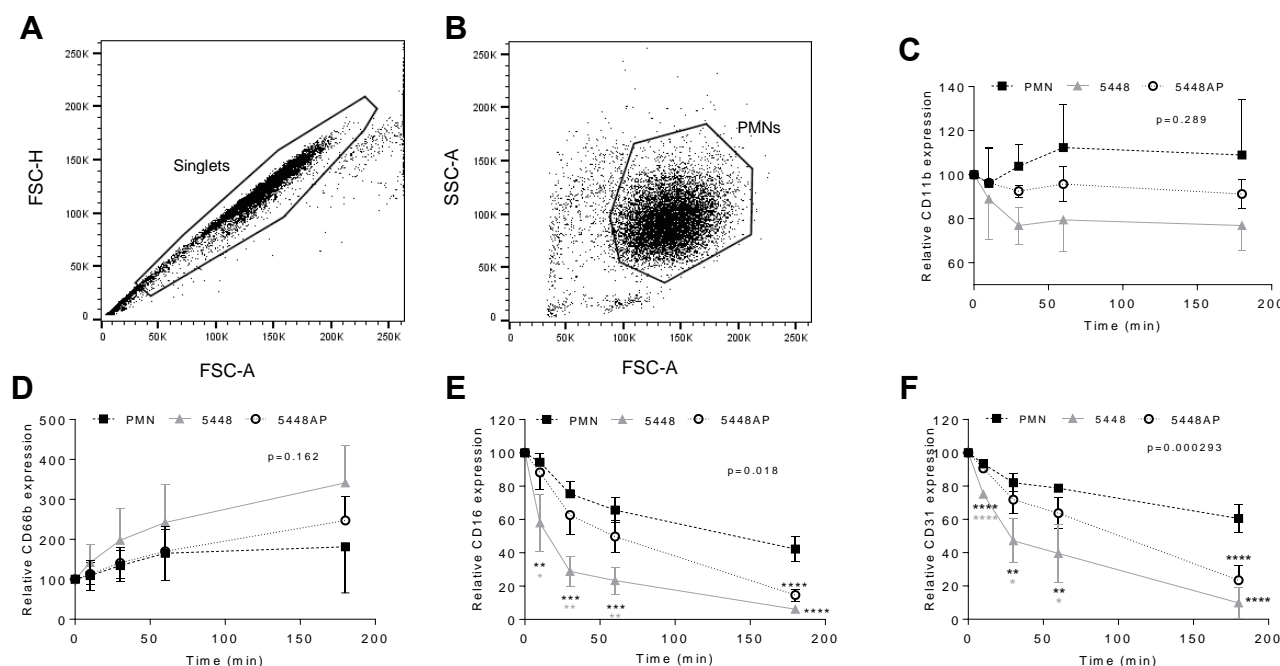 A
250K
200K
150K
100K
50K
0
FSC-H
Singlets
0 50K 100K 150K 200K 250K
FSC-A
B
250K
200K
150K
100K
50K
0
SSC-A
PMNs
0 50K 100K 150K 200K 250K
FSC-A
C
PMN 5448 5448AP
p=0.289
140
120
100
80
60
Relative CD11b expression
0 50 100 150 200
Time (min)
D
PMN 5448 5448AP
p=0.162
500
400
300
200
100
0
Relative CD66b expression
0 50 100 150 200
Time (min)
E
PMN 5448 5448AP
p=0.018
120
100
80
60
40
20
0
Relative CD16 expression
**
*
***
**
***
**
****
****
0 50 100 150 200
Time (min)
F
PMN 5448 5448AP
p=0.000293
120
100
80
60
40
20
0
Relative CD31 expression
****
****
**
*
**
*
****
****
0 50 100 150 200
Time (min)